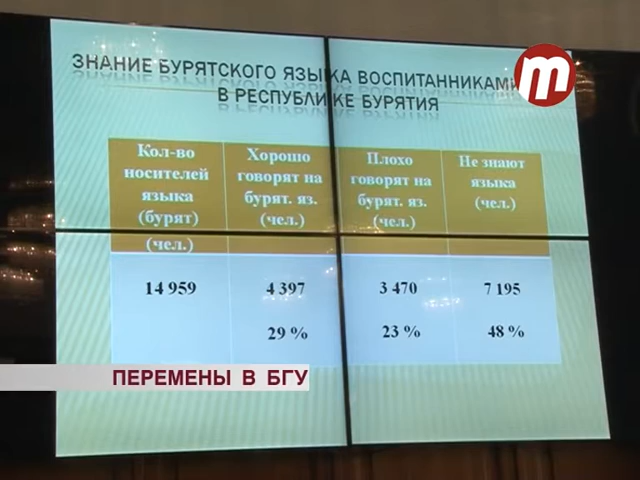 ЗНАНИЕ БУРЯТСКОГО ЯЗЫКА ВОСПИТАННИКАМИ
В РЕСПУБЛИКЕ БУРЯТИЯ
m
Кол-во
носителей
языка
(бурят)
(чел.)
Хорошо
говорят на
бурят. яз.
(чел.)
Плохо
говорят на
бурят. яз.
(чел.)
Не знают
языка
(чел.)
14 959
4 397
3 470
7 195
29 %
23 %
48 %
ПЕРЕМЕНЫ В БГУ